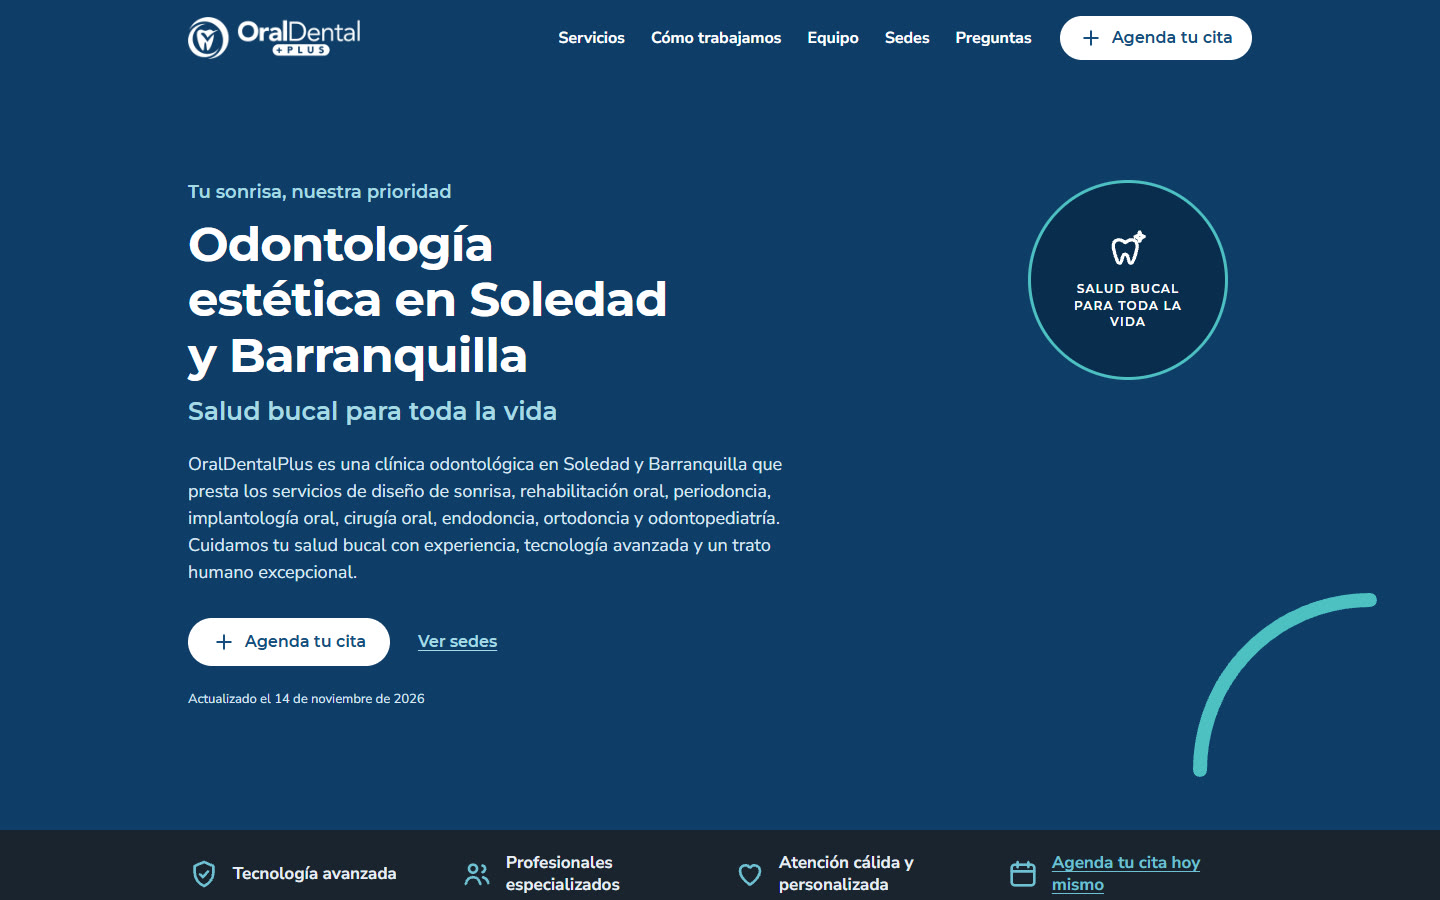 OralDental
+PLUS
Servicios
Cómo trabajamos
Equipo
Sedes
Preguntas
Agenda tu cita
Tu sonrisa, nuestra prioridad
Odontología
estética en Soledad
y Barranquilla
Salud bucal para toda la vida
OralDentalPlus es una clínica odontológica en Soledad y Barranquilla que
presta los servicios de diseño de sonrisa, rehabilitación oral, periodoncia,
implantología oral, cirugía oral, endodoncia, ortodoncia y odontopediatría.
Cuidamos tu salud bucal con experiencia, tecnología avanzada y un trato
humano excepcional.
Agenda tu cita
Ver sedes
Actualizado el 14 de noviembre de 2026
SALUD BUCAL
PARA TODA LA
VIDA
Tecnología avanzada
Profesionales
especializados
Atención cálida y
personalizada
Agenda tu cita hoy
mismo